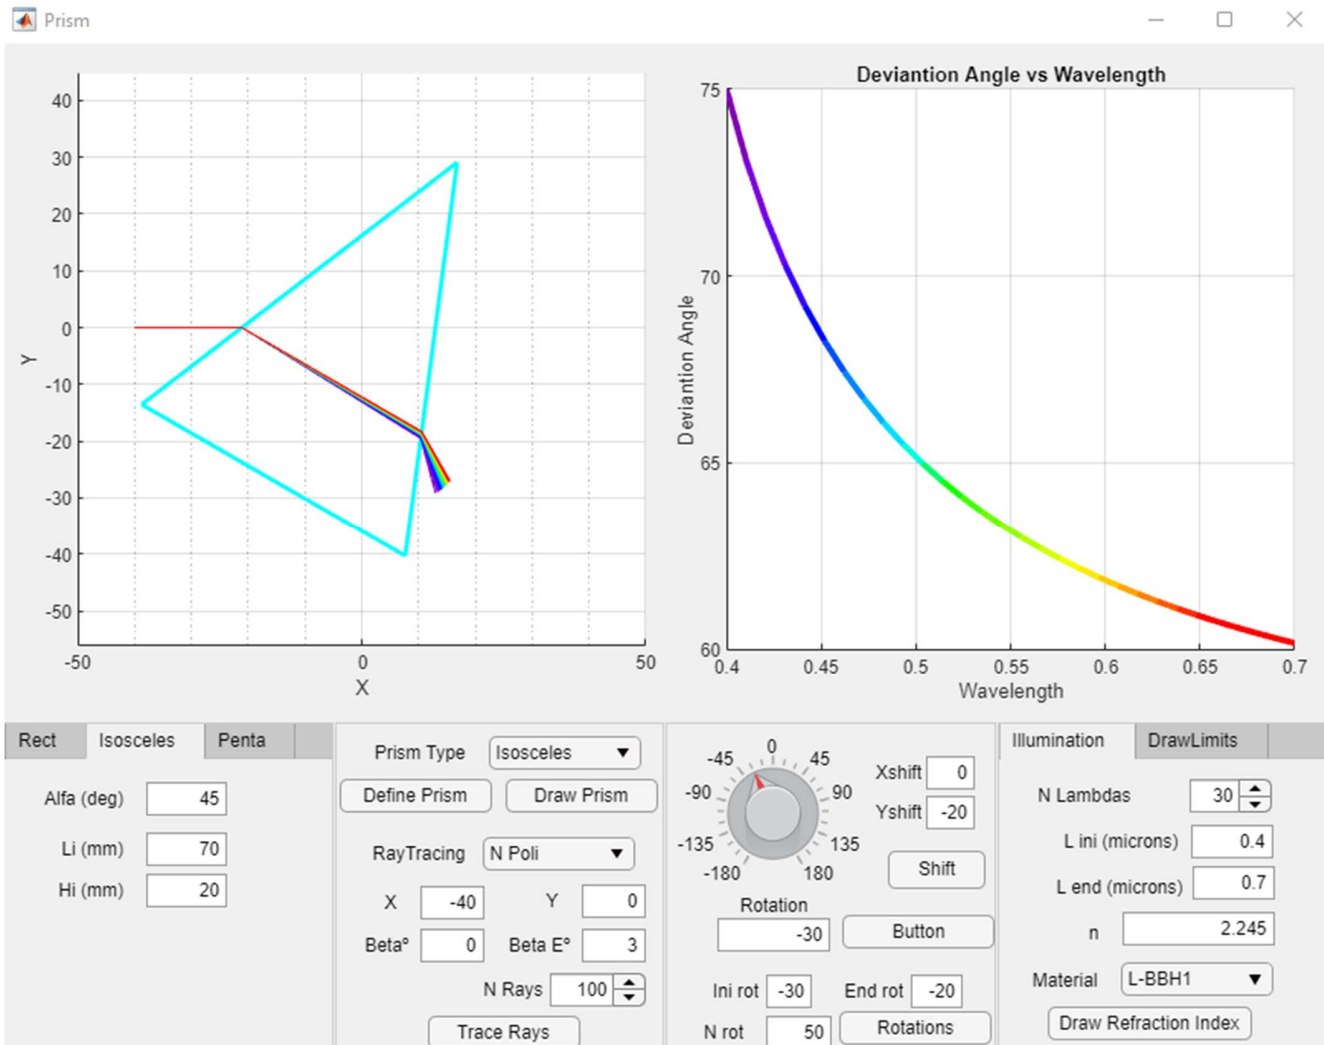 Prism
Deviantion Angle vs Wavelength
40
30
20
10
0
-10
-20
-30
-40
-50
Y
-50 0 50
X
75
70
65
60
Deviantion Angle
0.4 0.45 0.5 0.55 0.6 0.65 0.7
Wavelength
Rect Isosceles Penta
Alfa (deg) 45
Li (mm) 70
Hi (mm) 20
Prism Type Isosceles
Define Prism Draw Prism
RayTracing N Poli
X -40 Y 0
Betaº 0 Beta Eº 3
N Rays 100
Trace Rays
0
-45 45
-90 90
-135 135
-180 180
Xshift 0
Yshift -20
Shift
Rotation
-30 Button
Ini rot -30 End rot -20
N rot 50 Rotations
Illumination DrawLimits
N Lambdas 30
L ini (microns) 0.4
L end (microns) 0.7
n 2.245
Material L-BBH1
Draw Refraction Index